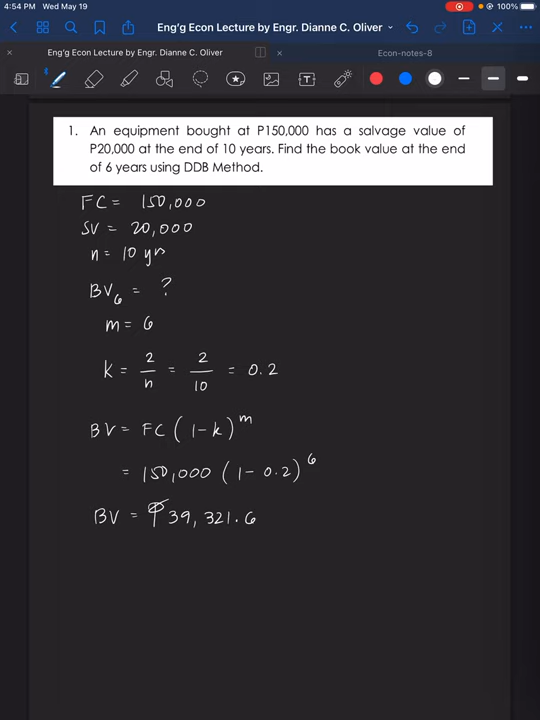 4:54 PM Wed May 19
100%
Eng'g Econ Lecture by Engr. Dianne C. Oliver
Eng'g Econ Lecture by Engr. Dianne C. Oliver
Econ-notes-8
1. An equipment bought at P150,000 has a salvage value of
P20,000 at the end of 10 years. Find the book value at the end
of 6 years using DDB Method.
FC = 150,000
SV = 20,000
n = 10 yrs
BV₆ = ?
m = 6
k = 2/n = 2/10 = 0.2
BV = FC (1-k)^m
= 150,000 (1-0.2)^6
BV = ₱39,321.6